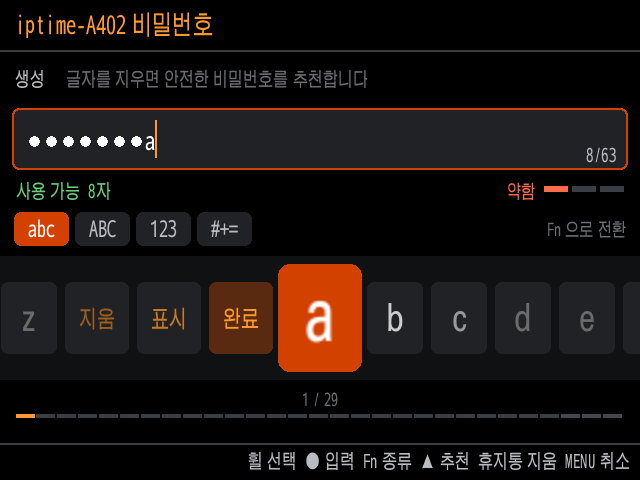 iptime-A402 비밀번호
생성 글자를 지우면 안전한 비밀번호를 추천합니다
●●●●●●●a
8/63
사용 가능 8자 약함
abc ABC 123 #+= Fn 으로 전환
z 지움 표시 완료 a b c d e
1 / 29
휠 선택 ● 입력 Fn 종류 ▲ 추천 휴지통 지움 MENU 취소